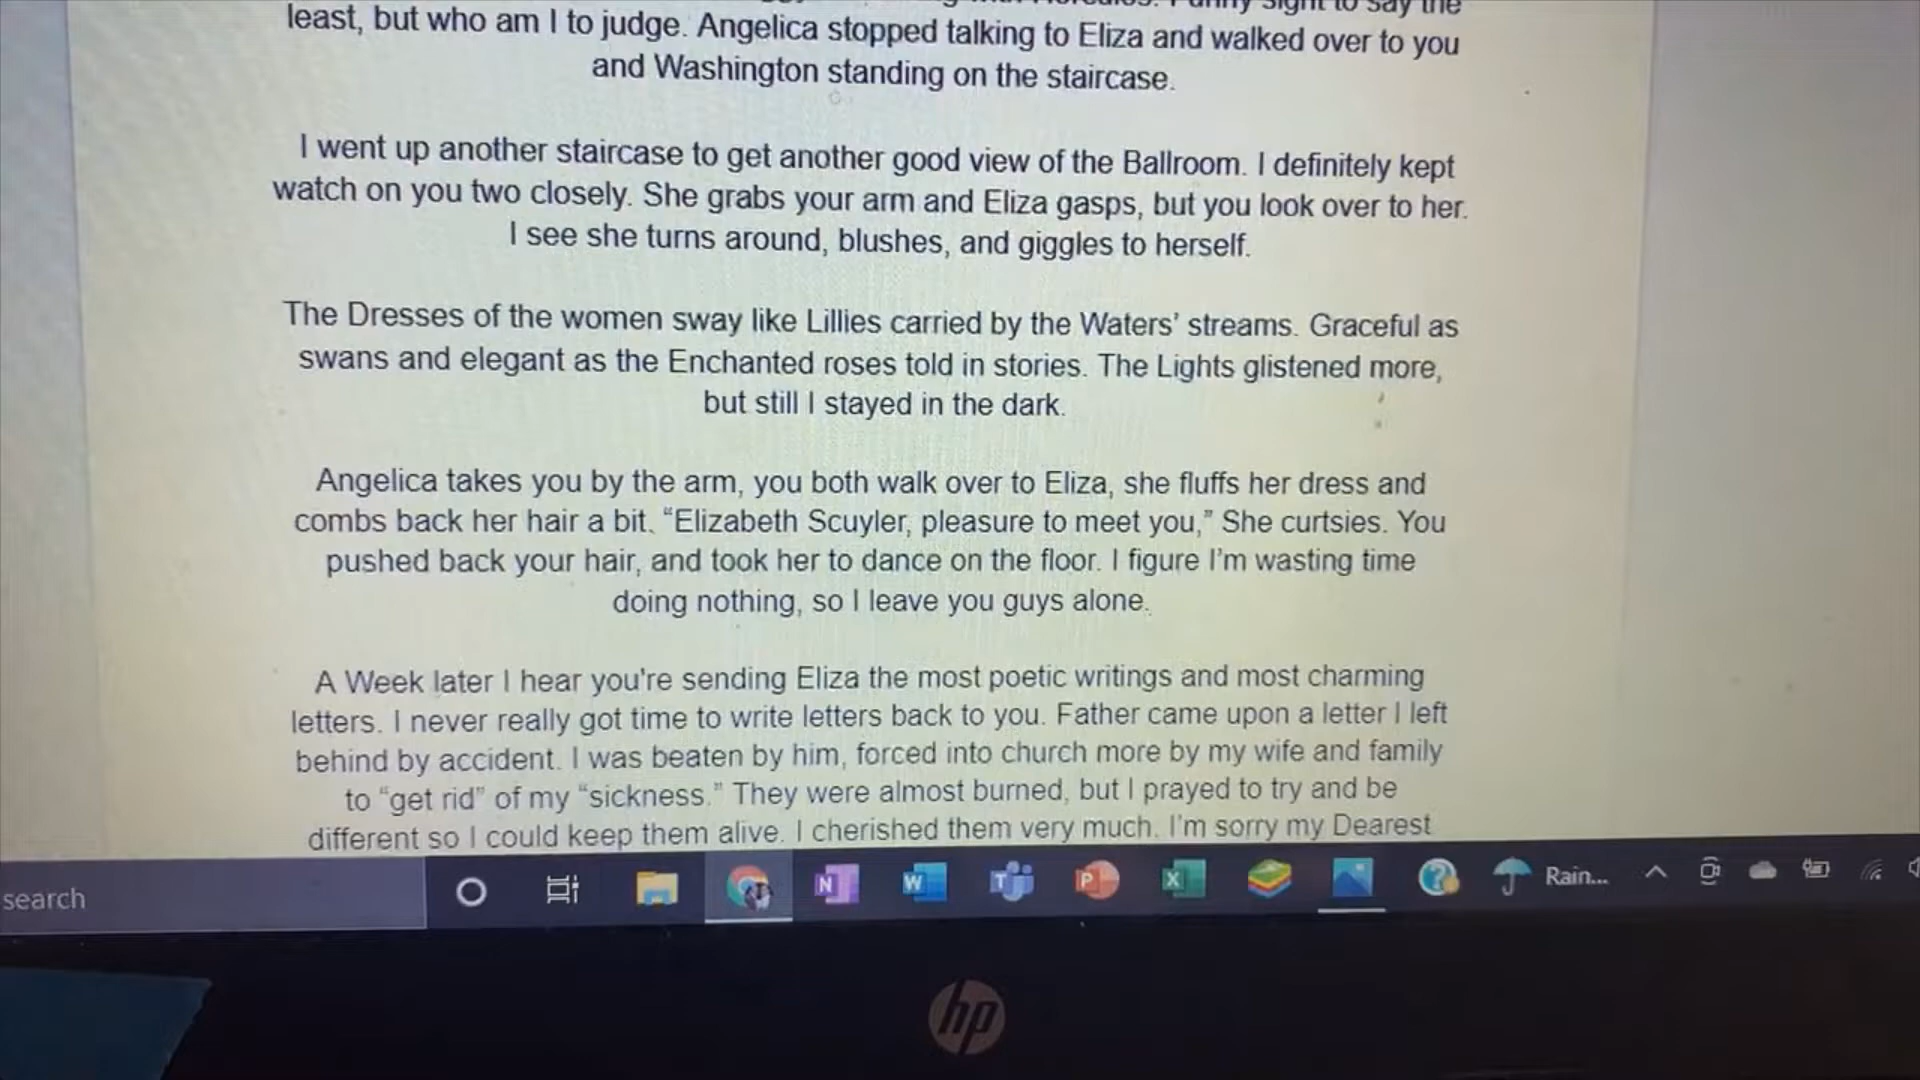 to say the
least, but who am I to judge. Angelica stopped talking to Eliza and walked over to you
and Washington standing on the staircase.
I went up another staircase to get another good view of the Ballroom. I definitely kept
watch on you two closely. She grabs your arm and Eliza gasps, but you look over to her.
I see she turns around, blushes, and giggles to herself.
The Dresses of the women sway like Lillies carried by the Waters’ streams. Graceful as
swans and elegant as the Enchanted roses told in stories. The Lights glistened more,
but still I stayed in the dark.
Angelica takes you by the arm, you both walk over to Eliza, she fluffs her dress and
combs back her hair a bit. “Elizabeth Scuyler, pleasure to meet you,” She curtsies. You
pushed back your hair, and took her to dance on the floor. I figure I’m wasting time
doing nothing, so I leave you guys alone.
A Week later I hear you're sending Eliza the most poetic writings and most charming
letters. I never really got time to write letters back to you. Father came upon a letter I left
behind by accident. I was beaten by him, forced into church more by my wife and family
to “get rid” of my “sickness.” They were almost burned, but I prayed to try and be
different so I could keep them alive. I cherished them very much. I'm sorry my Dearest
search
N W T P X
Rain...
hp